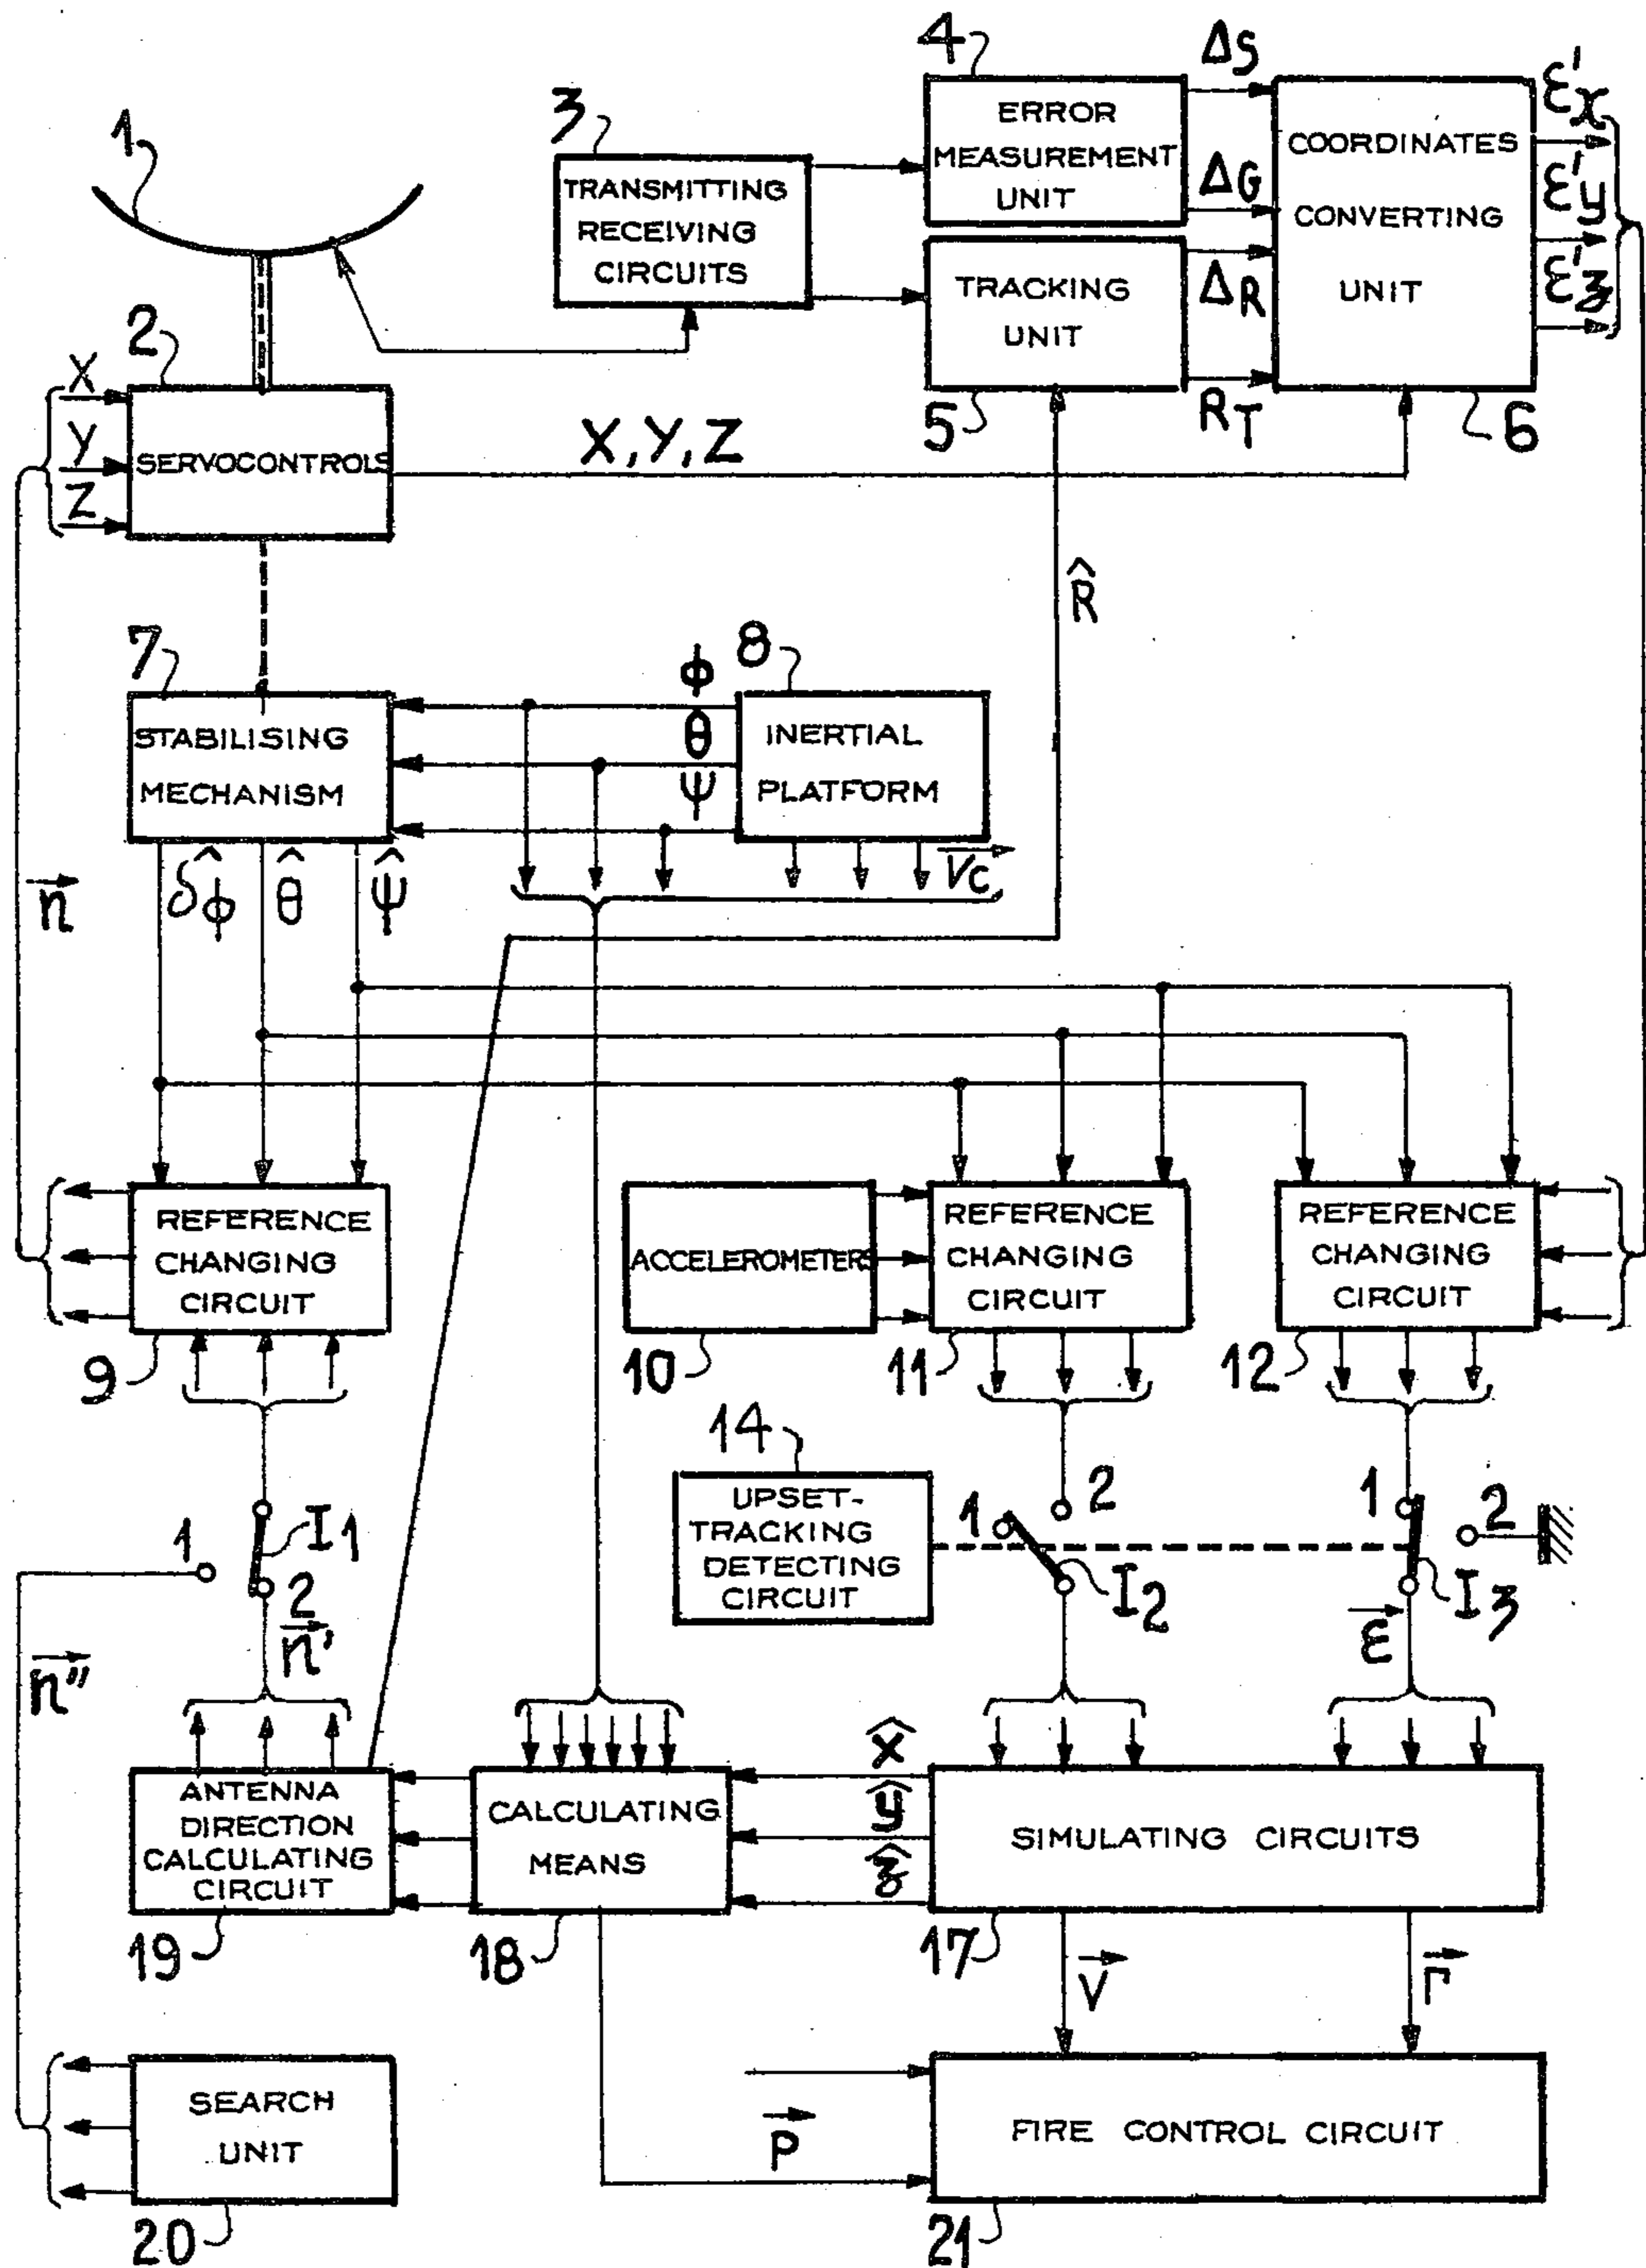 1
2
3
TRANSMITTING
RECEIVING
CIRCUITS
4
ERROR
MEASUREMENT
UNIT
ΔS
ΔG
5
TRACKING
UNIT
ΔR
R_T
6
COORDINATES
CONVERTING
UNIT
ε'x
ε'y
ε'z
X
Y
Z
SERVOCONTROLS
X, Y, Z
R̂
7
STABILISING
MECHANISM
ϕ
θ
ψ
8
INERTIAL
PLATFORM
V⃗c
n⃗
δϕ̂
θ̂
ψ̂
REFERENCE
CHANGING
CIRCUIT
9
ACCELEROMETERS
10
REFERENCE
CHANGING
CIRCUIT
11
REFERENCE
CHANGING
CIRCUIT
12
14
UPSET-
TRACKING
DETECTING
CIRCUIT
1
I1
2
n⃗'
n⃗''
1
2
I2
1
2
I3
ε⃗
ANTENNA
DIRECTION
CALCULATING
CIRCUIT
19
CALCULATING
MEANS
18
x̂
ŷ
ẑ
SIMULATING CIRCUITS
17
V⃗
Γ⃗
SEARCH
UNIT
20
P⃗
FIRE CONTROL CIRCUIT
21